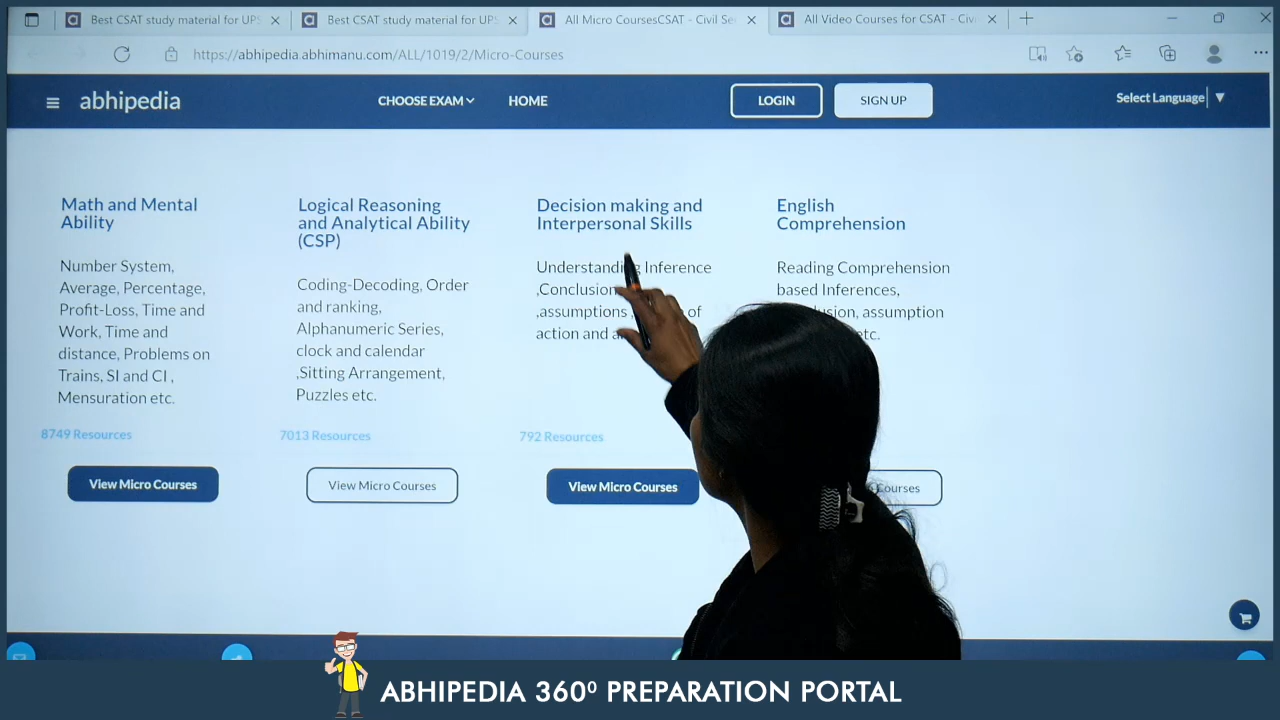 Best CSAT study material for UPS
Best CSAT study material for UPS
All Micro CoursesCSAT - Civil Se
All Video Courses for CSAT - Civi
https://abhipedia.abhimanu.com/ALL/1019/2/Micro-Courses
abhipedia
CHOOSE EXAM
HOME
LOGIN
SIGN UP
Select Language
Math and Mental
Ability
Number System,
Average, Percentage,
Profit-Loss, Time and
Work, Time and
distance, Problems on
Trains, SI and CI ,
Mensuration etc.
8749 Resources
View Micro Courses
Logical Reasoning
and Analytical Ability
(CSP)
Coding-Decoding, Order
and ranking,
Alphanumeric Series,
clock and calendar
,Sitting Arrangement,
Puzzles etc.
7013 Resources
View Micro Courses
Decision making and
Interpersonal Skills
Understanding Inference
,Conclusion
,assumptions of
action and
792 Resources
View Micro Courses
English
Comprehension
Reading Comprehension
based Inferences,
assumption
etc.
Courses
ABHIPEDIA 360⁰ PREPARATION PORTAL